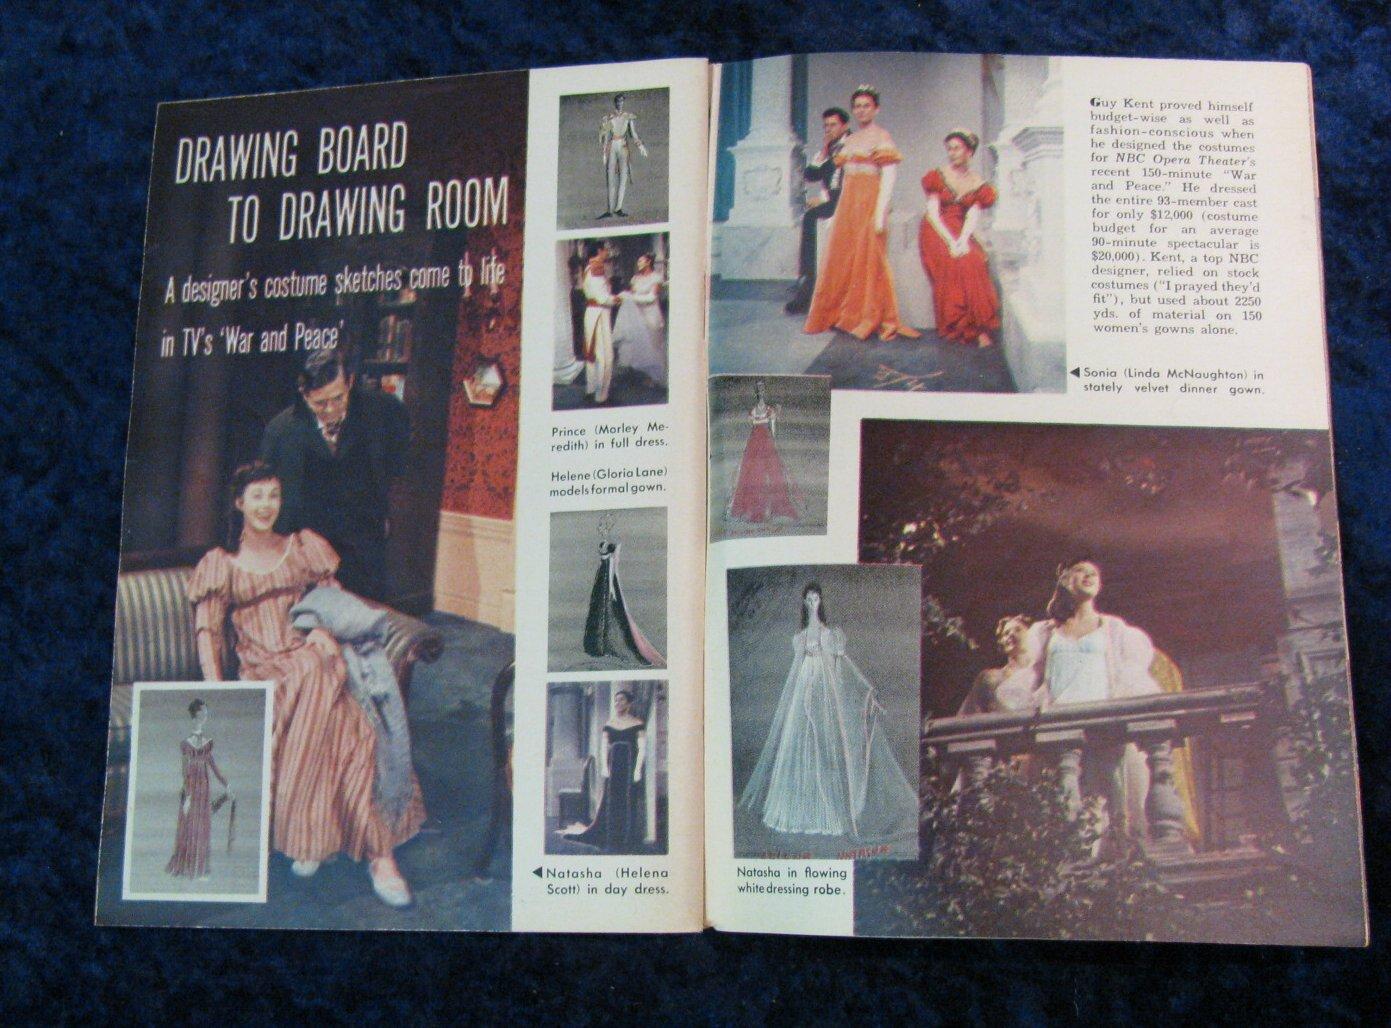 DRAWING BOARD
TO DRAWING ROOM
A designer's costume sketches come to life
in TV's 'War and Peace'
Prince (Morley Me-
redith) in full dress.
Helene (Gloria Lane)
models formal gown.
◀ Natasha (Helena
Scott) in day dress.
Guy Kent proved himself
budget-wise as well as
fashion-conscious when
he designed the costumes
for NBC Opera Theater's
recent 150-minute "War
and Peace." He dressed
the entire 93-member cast
for only $12,000 (costume
budget for an average
90-minute spectacular is
$20,000). Kent, a top NBC
designer, relied on stock
costumes ("I prayed they'd
fit"), but used about 2250
yds. of material on 150
women's gowns alone.
◀ Sonia (Linda McNaughton) in
stately velvet dinner gown.
Natasha in flowing
white dressing robe.